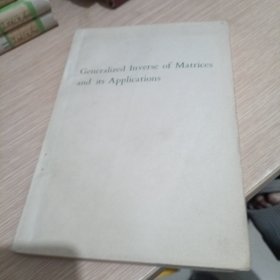 Generalized Inverse of Matrices
and its Applications